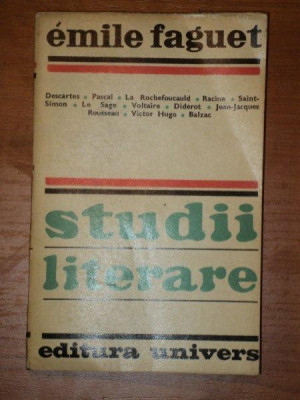 émile faguet
Descartes • Pascal • La Rochefoucauld • Racine • Saint-
Simon • Le Sage • Voltaire • Diderot • Jean-Jacques
Rousseau • Victor Hugo • Balzac
studii
literare
editura univers